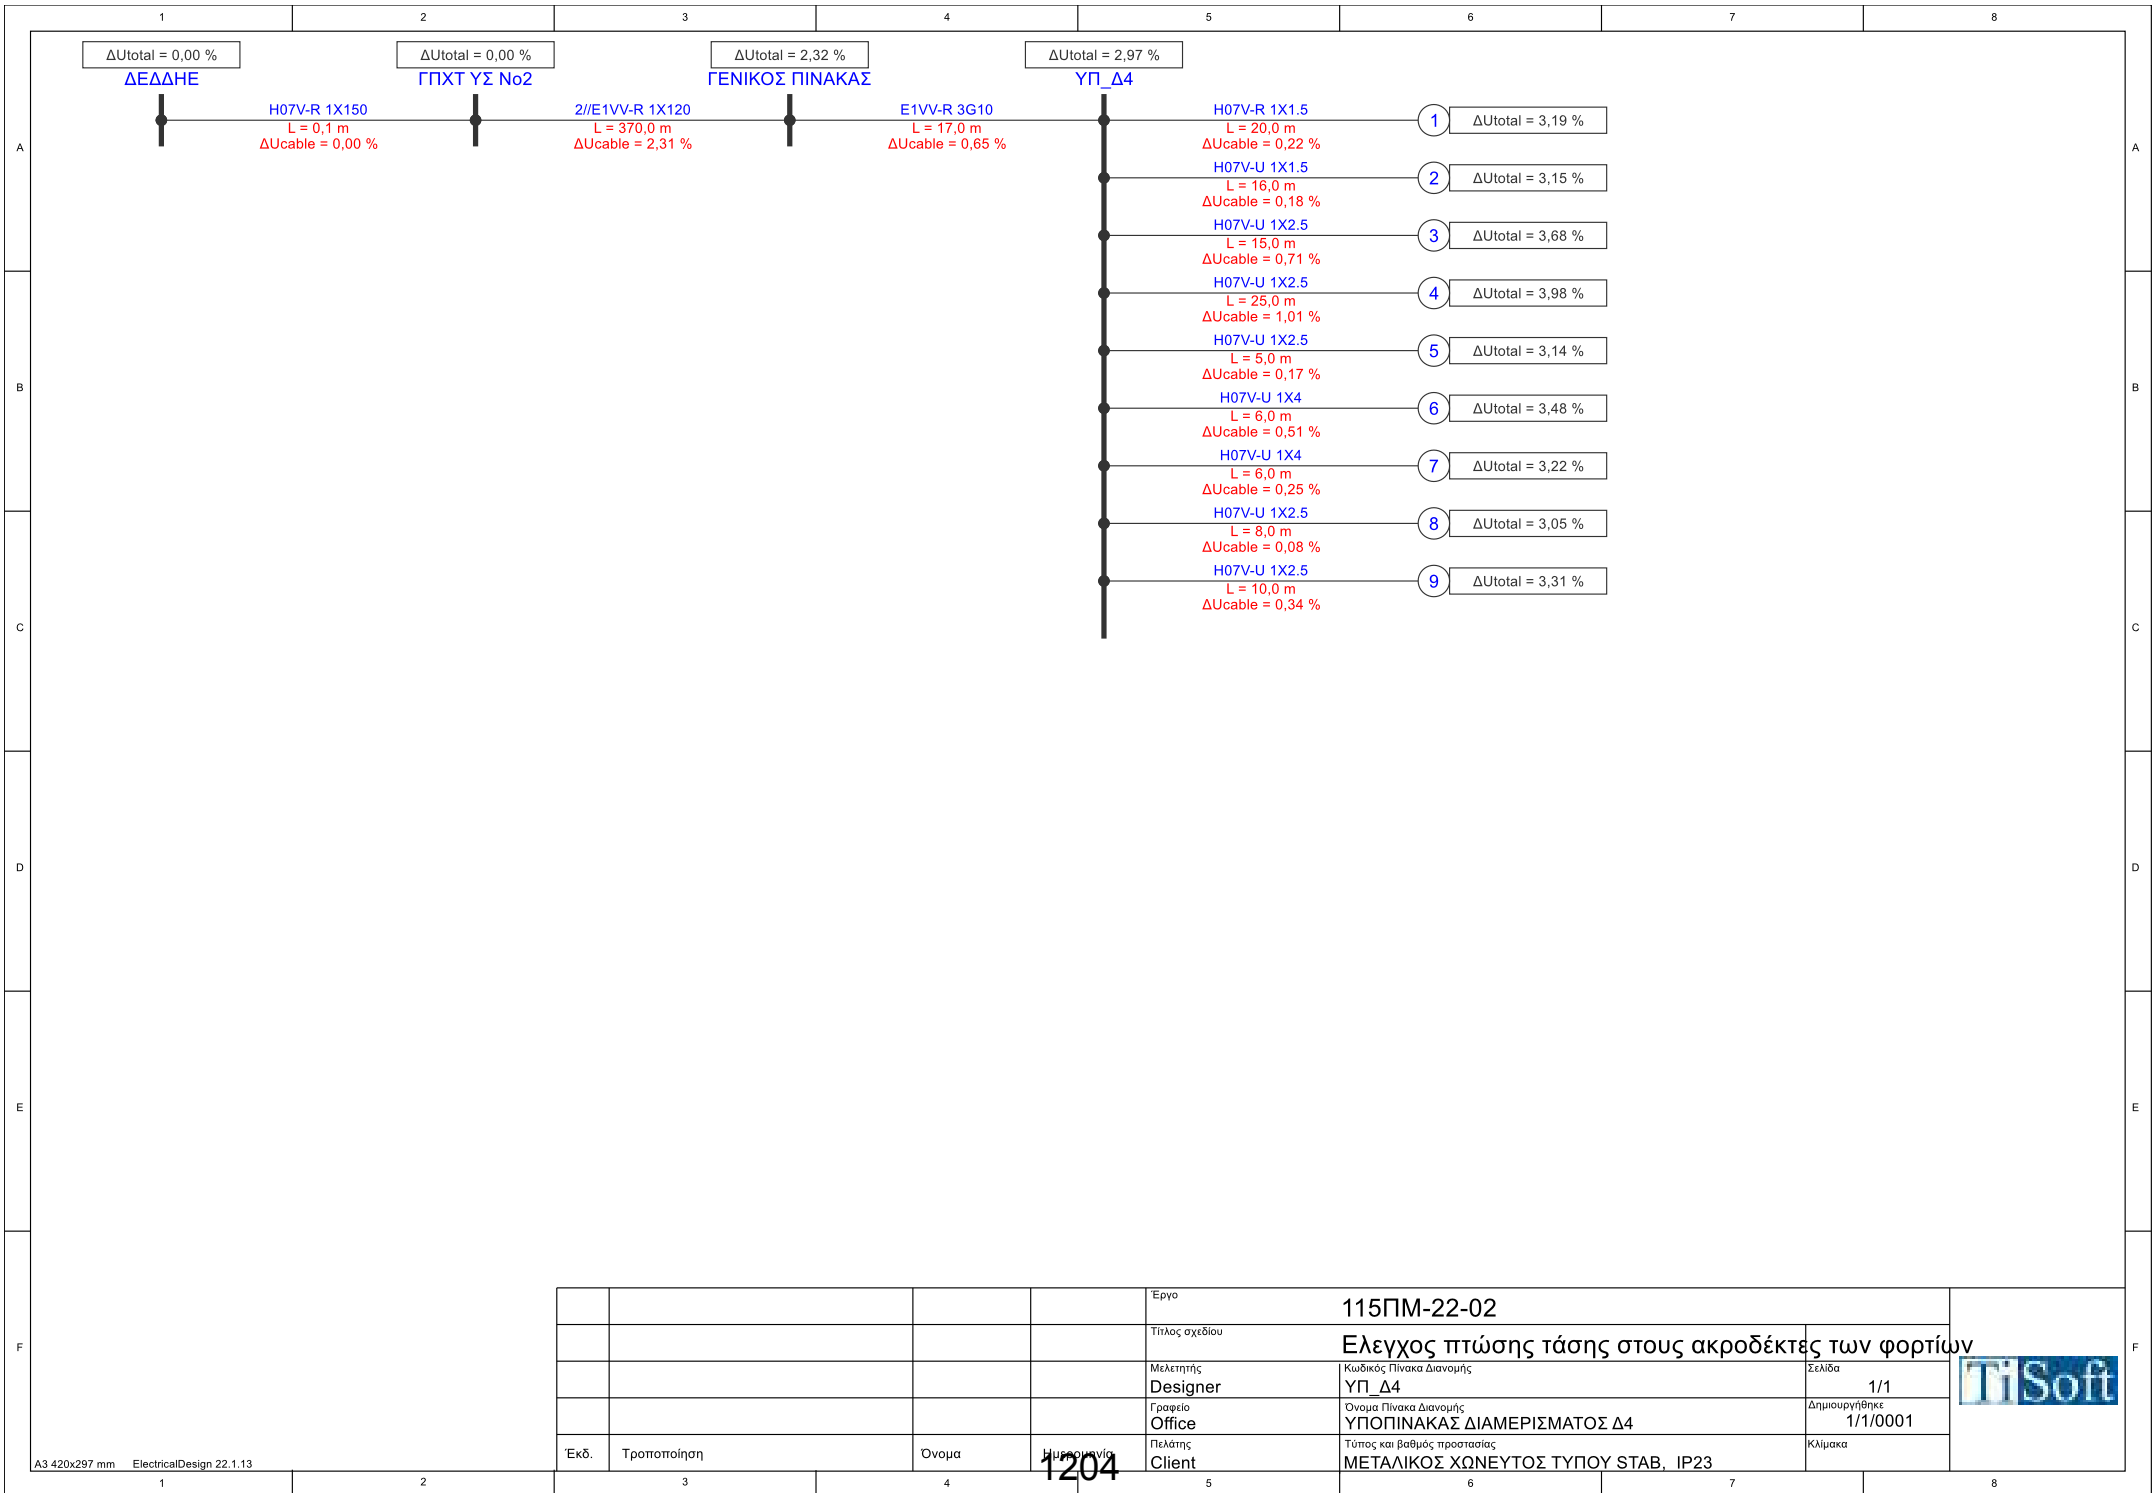 1 2 3 4 5 6 7 8
ΔUtotal = 0,00 % ΔUtotal = 0,00 % ΔUtotal = 2,32 % ΔUtotal = 2,97 %
ΔΕΔΔΗΕ ΓΠΧΤ ΥΣ Νο2 ΓΕΝΙΚΟΣ ΠΙΝΑΚΑΣ ΥΠ_Δ4
H07V-R 1X150 2//E1VV-R 1X120 E1VV-R 3G10 H07V-R 1X1.5
1 ΔUtotal = 3,19 %
L = 0,1 m L = 370,0 m L = 17,0 m L = 20,0 m
ΔUcable = 0,00 % ΔUcable = 2,31 % ΔUcable = 0,65 % ΔUcable = 0,22 %
A A
H07V-U 1X1.5
2 ΔUtotal = 3,15 %
L = 16,0 m
ΔUcable = 0,18 %
H07V-U 1X2.5
3 ΔUtotal = 3,68 %
L = 15,0 m
ΔUcable = 0,71 %
H07V-U 1X2.5
4 ΔUtotal = 3,98 %
L = 25,0 m
ΔUcable = 1,01 %
H07V-U 1X2.5
5 ΔUtotal = 3,14 %
L = 5,0 m
ΔUcable = 0,17 %
B B
H07V-U 1X4
6 ΔUtotal = 3,48 %
L = 6,0 m
ΔUcable = 0,51 %
H07V-U 1X4
7 ΔUtotal = 3,22 %
L = 6,0 m
ΔUcable = 0,25 %
H07V-U 1X2.5
8 ΔUtotal = 3,05 %
L = 8,0 m
ΔUcable = 0,08 %
H07V-U 1X2.5
9 ΔUtotal = 3,31 %
L = 10,0 m
ΔUcable = 0,34 %
C C
D D
E E
F F
Έργο
115ΠΜ-22-02
Τίτλος σχεδίου
Ελεγχος πτώσης τάσης στους ακροδέκτες των φορτίων
Μελετητής Κωδικός Πίνακα Διανομής Σελίδα
Designer ΥΠ_Δ4 1/1
Γραφείο Όνομα Πίνακα Διανομής Δημιουργήθηκε
Office ΥΠΟΠΙΝΑΚΑΣ ΔΙΑΜΕΡΙΣΜΑΤΟΣ Δ4 1/1/0001
Πελάτης Τύπος και βαθμός προστασίας Κλίμακα
Client ΜΕΤΑΛΙΚΟΣ ΧΩΝΕΥΤΟΣ ΤΥΠΟΥ STAB, IP23
Έκδ. Τροποποίηση Όνομα Ημερομηνία
1204
TiSoft
A3 420x297 mm ElectricalDesign 22.1.13
1 2 3 4 5 6 7 8